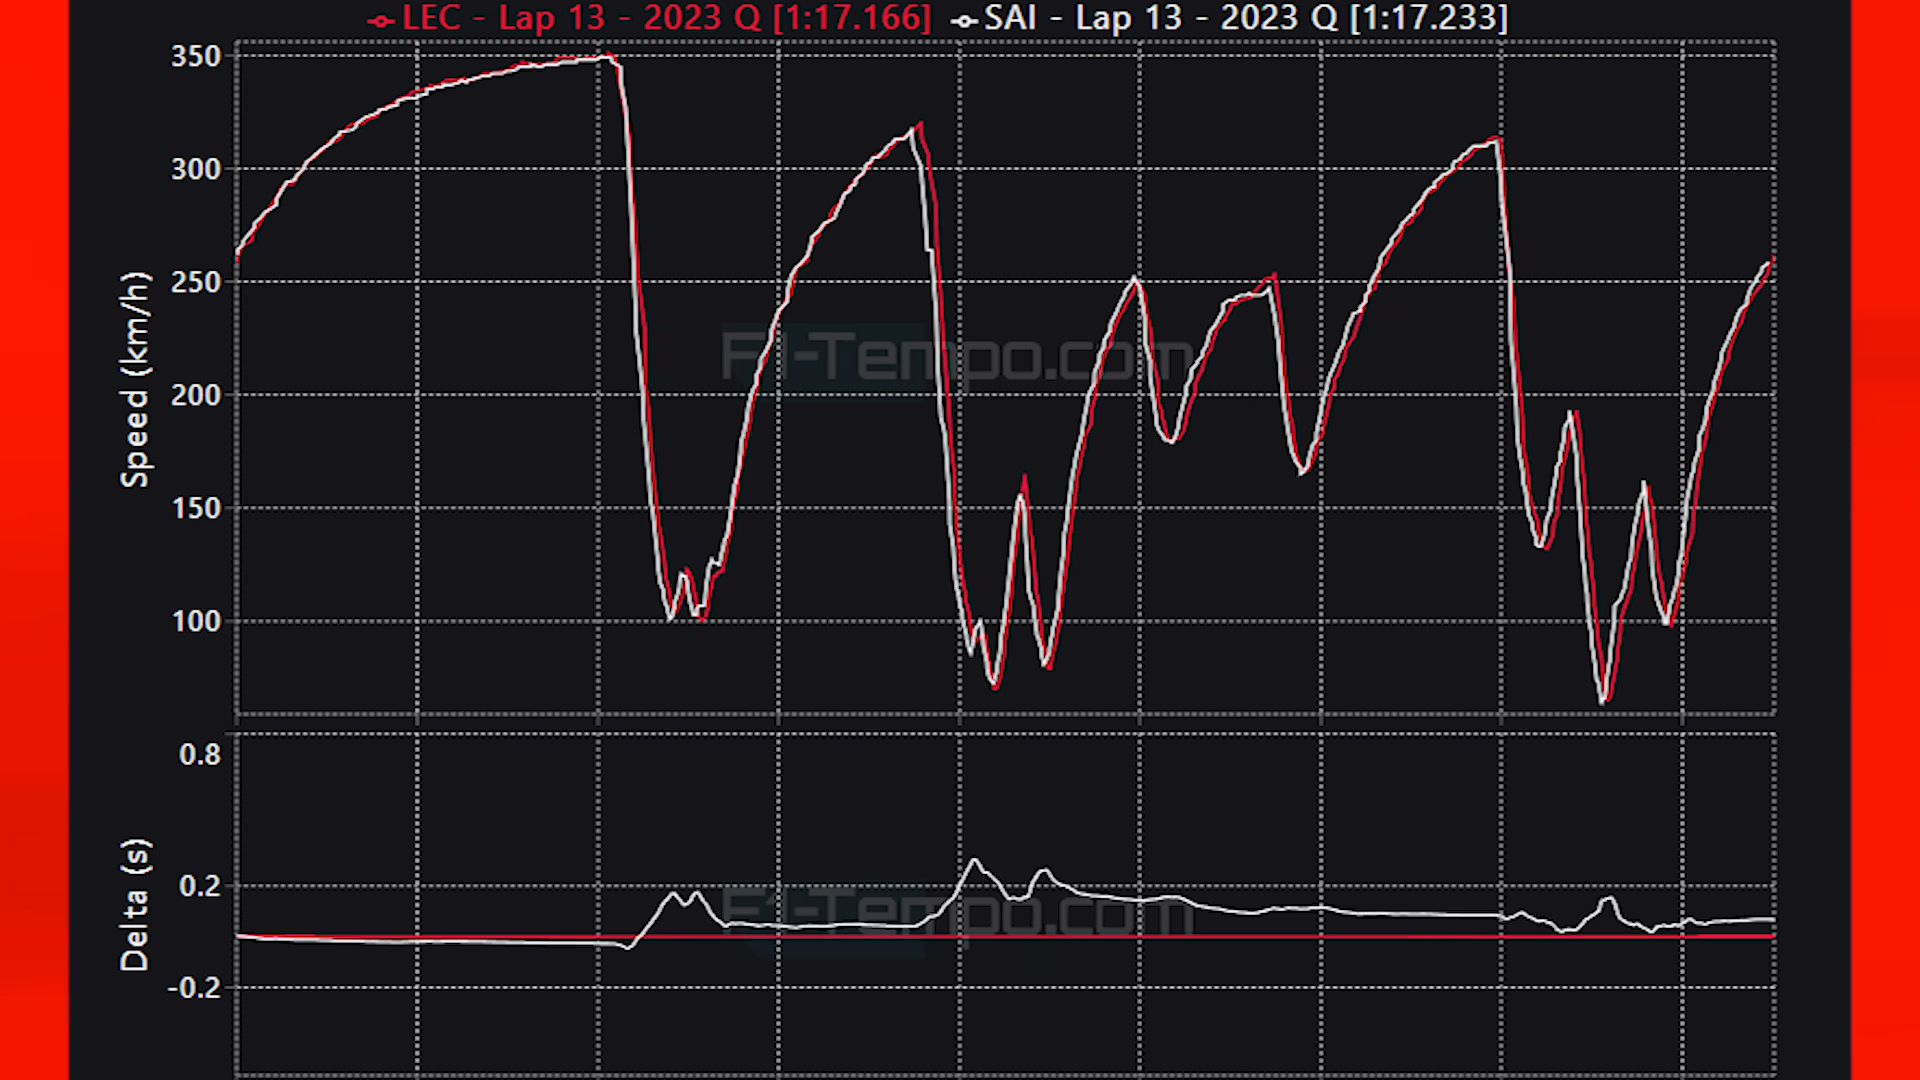 LEC - Lap 13 - 2023 Q [1:17.166] SAI - Lap 13 - 2023 Q [1:17.233]
350
300
250
200
150
100
Speed (km/h)
F1-Tempo.com
0.8
0.2
-0.2
Delta (s)
F1-Tempo.com